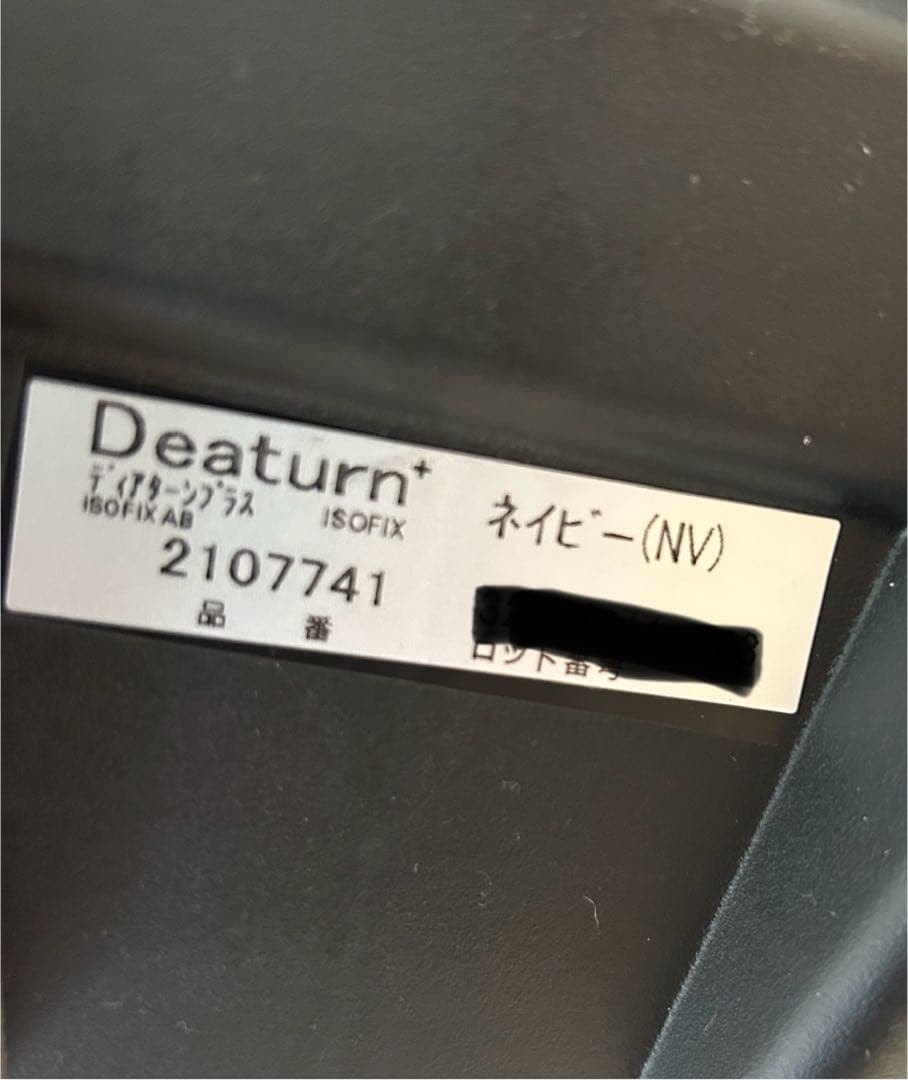 Deaturn+
ディアターンプラス
ISOFIX AB ISOFIX
2107741
品番
ネイビー(NV)
ロット番号